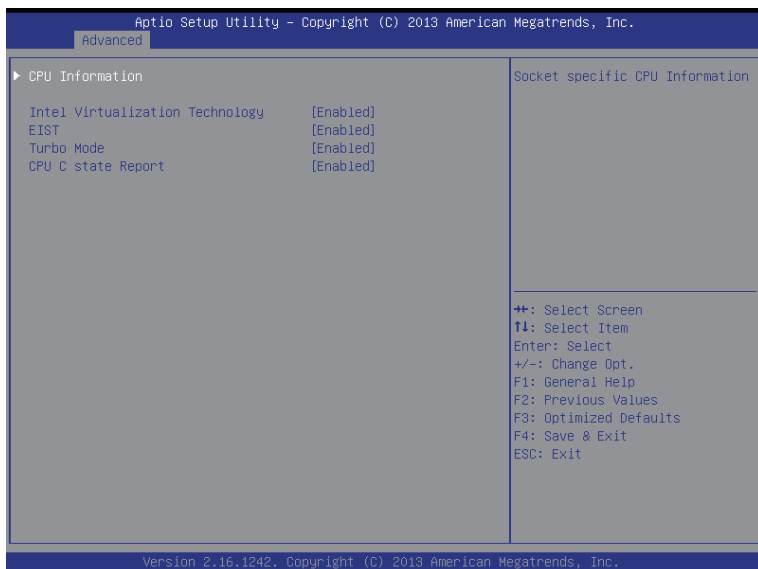 Aptio Setup Utility – Copyright (C) 2013 American Megatrends, Inc.
Advanced
CPU Information
Intel Virtualization Technology [Enabled]
EIST [Enabled]
Turbo Mode [Enabled]
CPU C state Report [Enabled]
Socket specific CPU Information
→←: Select Screen
↑↓: Select Item
Enter: Select
+/-: Change Opt.
F1: General Help
F2: Previous Values
F3: Optimized Defaults
F4: Save & Exit
ESC: Exit
Version 2.16.1242. Copyright (C) 2013 American Megatrends, Inc.